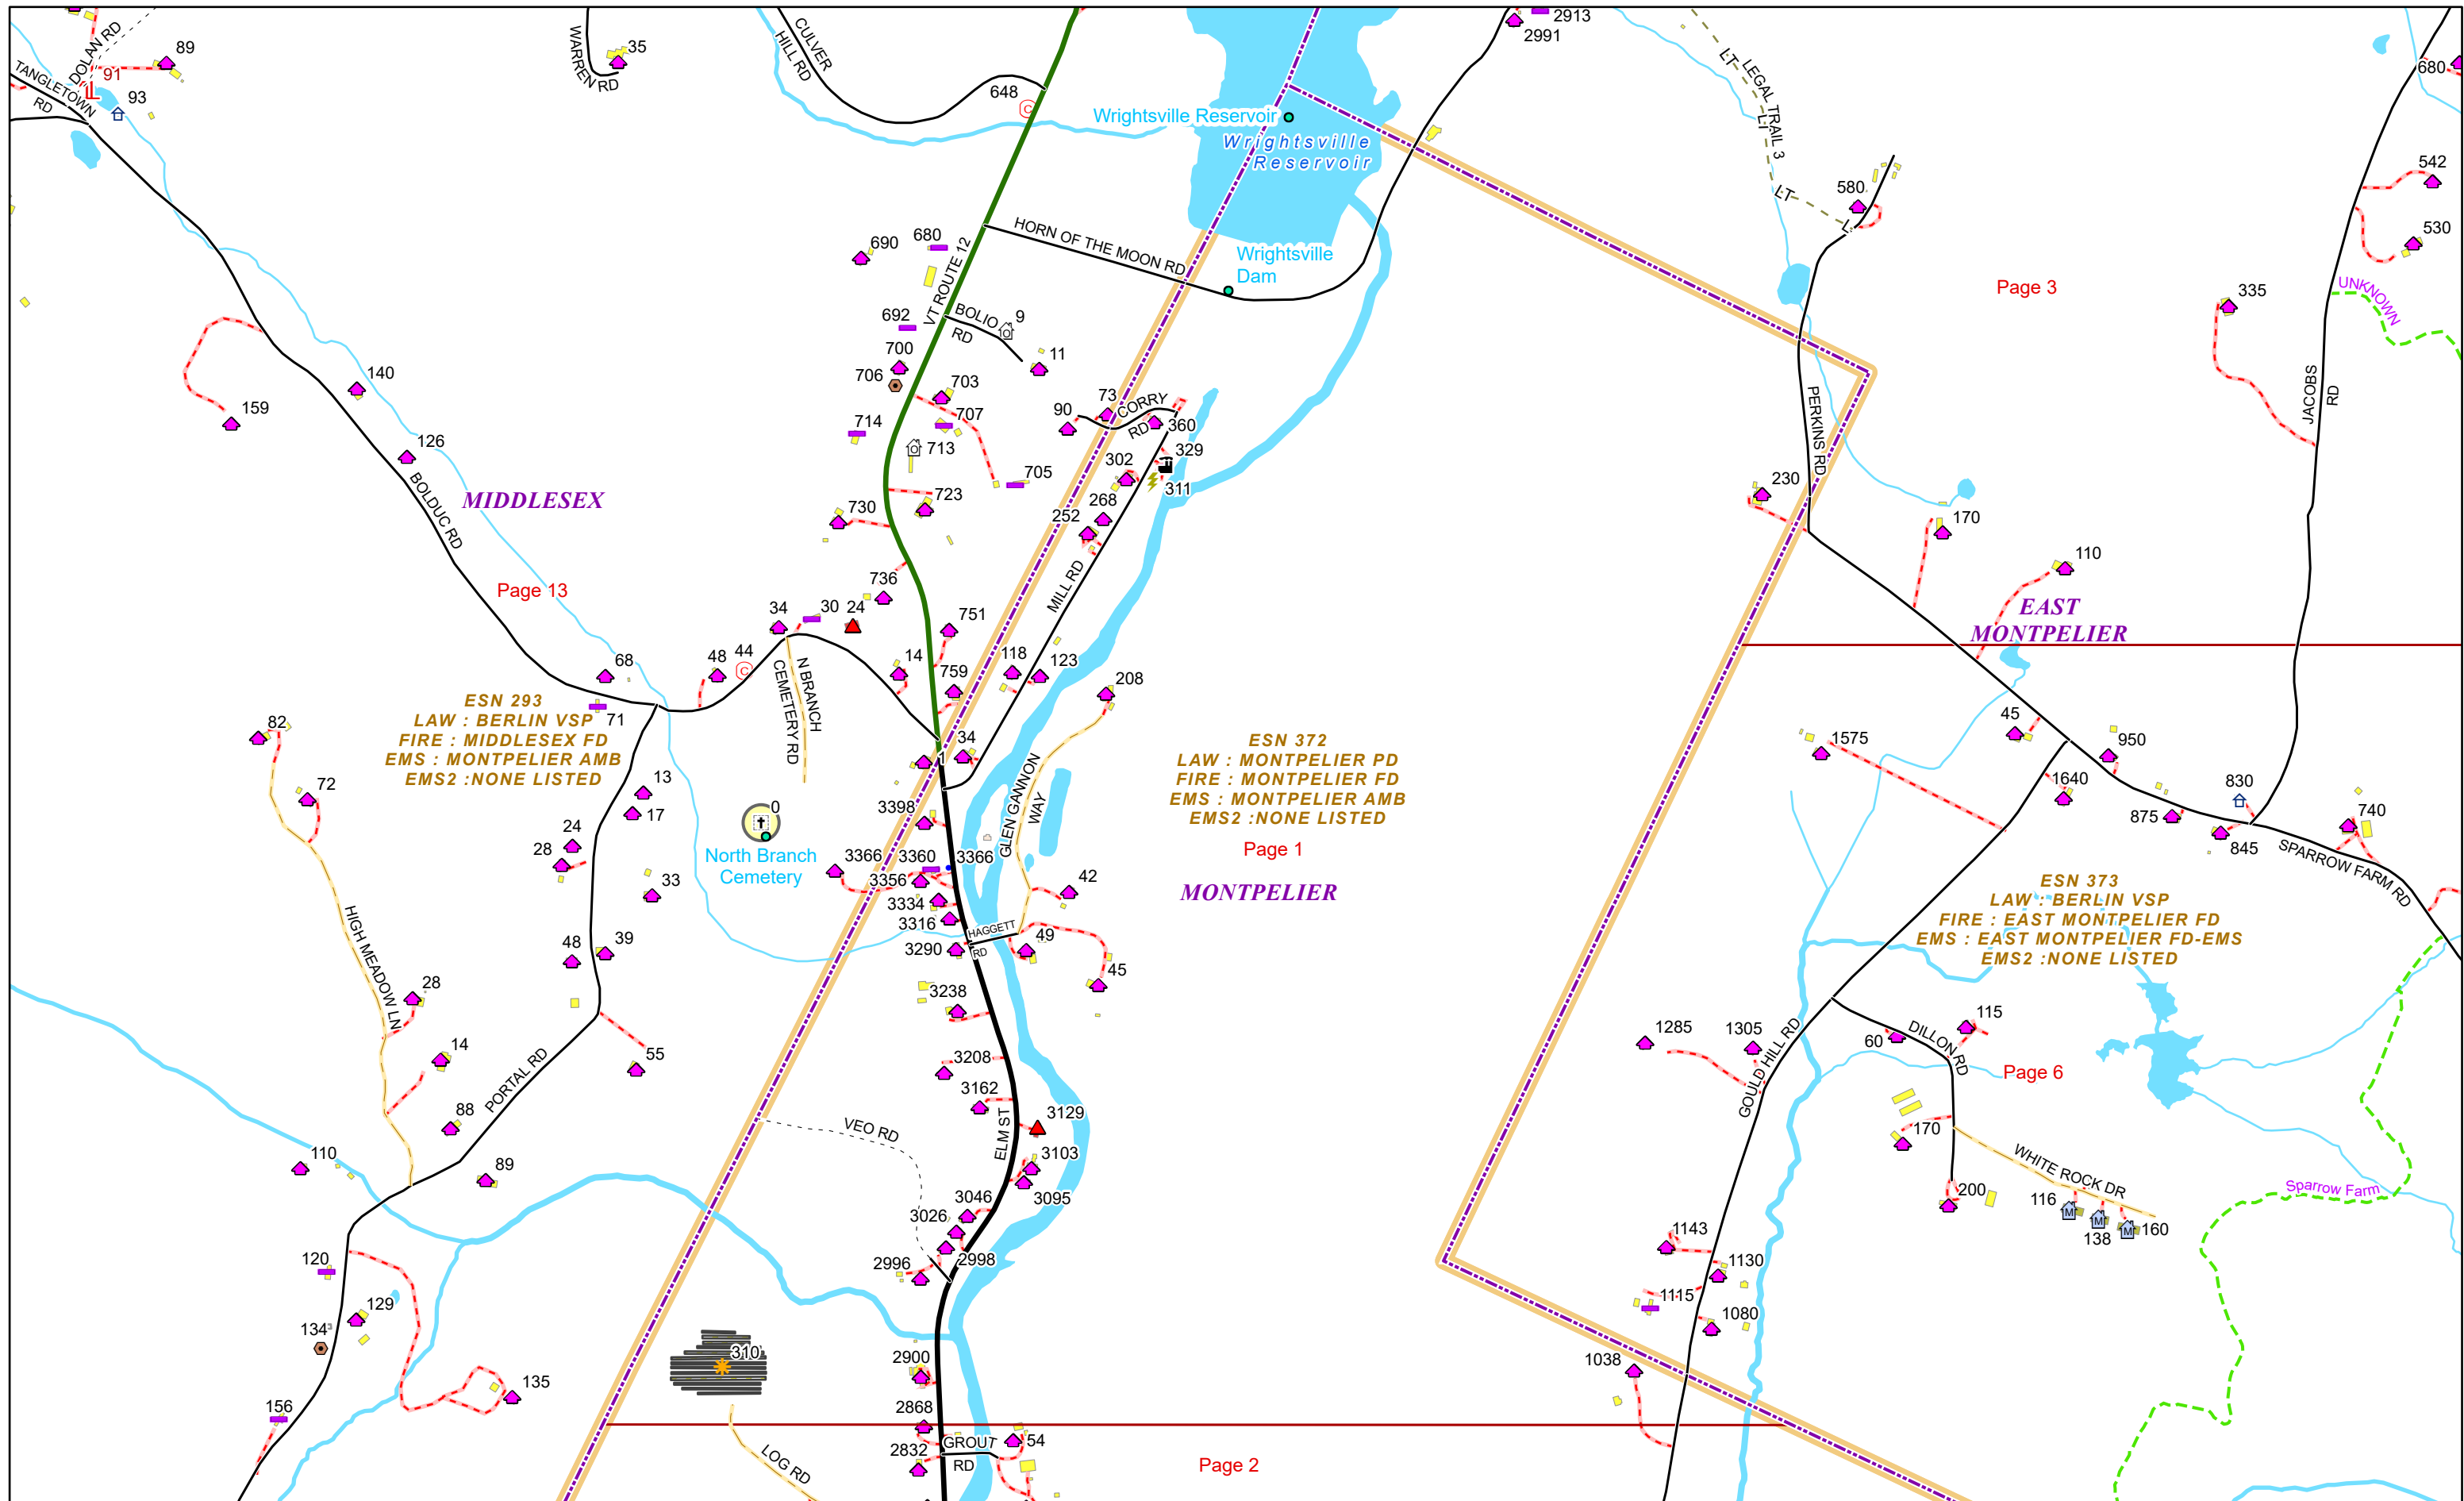 DOLAN RD
89
91
TANGLETOWN
RD
93
WARREN RD
35
CULVER
HILL RD
648
C
Wrightsville Reservoir
Wrightsville
Reservoir
2913
2991
LT
LEGAL TRAIL 3
LT
LT
580
680
542
530
UNKNOWN
Page 3
335
JACOBS
RD
690
680
VT ROUTE 12
HORN OF THE MOON RD
Wrightsville
Dam
692
BOLIO
RD
9
11
700
706
703
707
714
713
705
723
730
736
73
90
CORRY
RD
360
329
302
311
268
252
MILL RD
PERKINS RD
230
170
110
EAST
MONTPELIER
159
140
126
BOLDUC RD
MIDDLESEX
Page 13
34
30
24
751
14
759
118
123
208
68
48
44
C
71
N BRANCH
CEMETERY RD
ESN 293
LAW : BERLIN VSP
FIRE : MIDDLESEX FD
EMS : MONTPELIER AMB
EMS2 :NONE LISTED
82
72
13
17
24
28
33
48
39
55
0
North Branch
Cemetery
1
34
GLEN GANNON
WAY
3398
3366
3360
3366
3356
3334
3316
3290
HAGGETT
RD
42
49
45
ESN 372
LAW : MONTPELIER PD
FIRE : MONTPELIER FD
EMS : MONTPELIER AMB
EMS2 :NONE LISTED
Page 1
MONTPELIER
1575
45
950
1640
830
875
845
740
SPARROW FARM RD
ESN 373
LAW : BERLIN VSP
FIRE : EAST MONTPELIER FD
EMS : EAST MONTPELIER FD-EMS
EMS2 :NONE LISTED
HIGH MEADOW LN
28
14
88
PORTAL RD
110
89
3238
3208
3162
ELM ST
3129
3103
3095
VEO RD
3046
3026
2998
2996
1285
1305
GOULD HILL RD
60
DILLON RD
115
Page 6
170
200
WHITE ROCK DR
116
138
160
M
M
M
Sparrow Farm
1143
1130
1115
1080
1038
120
129
134
135
156
310
2900
2868
2832
GROUT
RD
54
LOG RD
Page 2